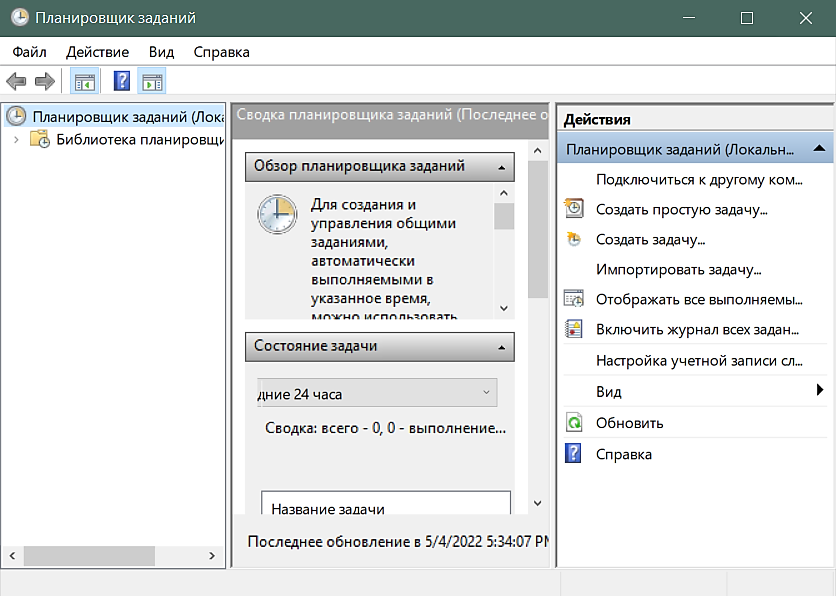 Планировщик заданий
Файл Действие Вид Справка
Планировщик заданий (Лока
Библиотека планировщи
Сводка планировщика заданий (Последнее о
Обзор планировщика заданий
Для создания и
управления общими
заданиями,
автоматически
выполняемыми в
указанное время,
можно использовать
Состояние задачи
дние 24 часа
Сводка: всего - 0, 0 - выполнение...
Название задачи
Последнее обновление в 5/4/2022 5:34:07 PM
Действия
Планировщик заданий (Локальн...
Подключиться к другому ком...
Создать простую задачу...
Создать задачу...
Импортировать задачу...
Отображать все выполняемы...
Включить журнал всех задан...
Настройка учетной записи сл...
Вид
Обновить
Справка